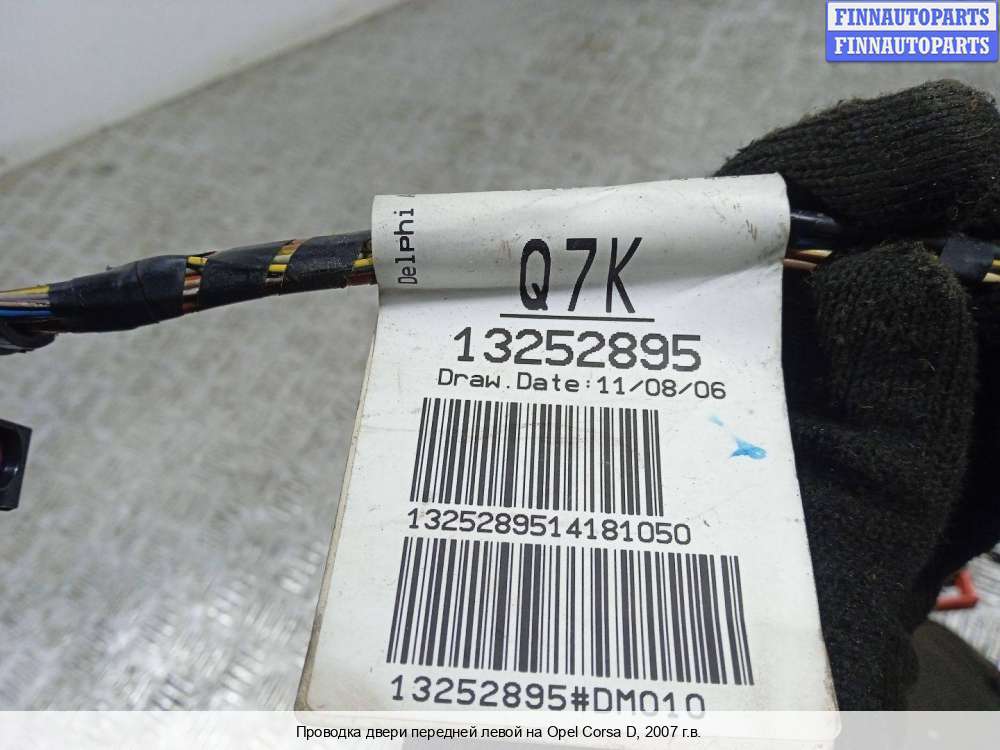 FINNAUTOPARTS
FINNAUTOPARTS
Delphi
Q7K
13252895
Draw.Date:11/08/06
1325289514181050
13252895#DM010
Проводка двери передней левой на Opel Corsa D, 2007 г.в.